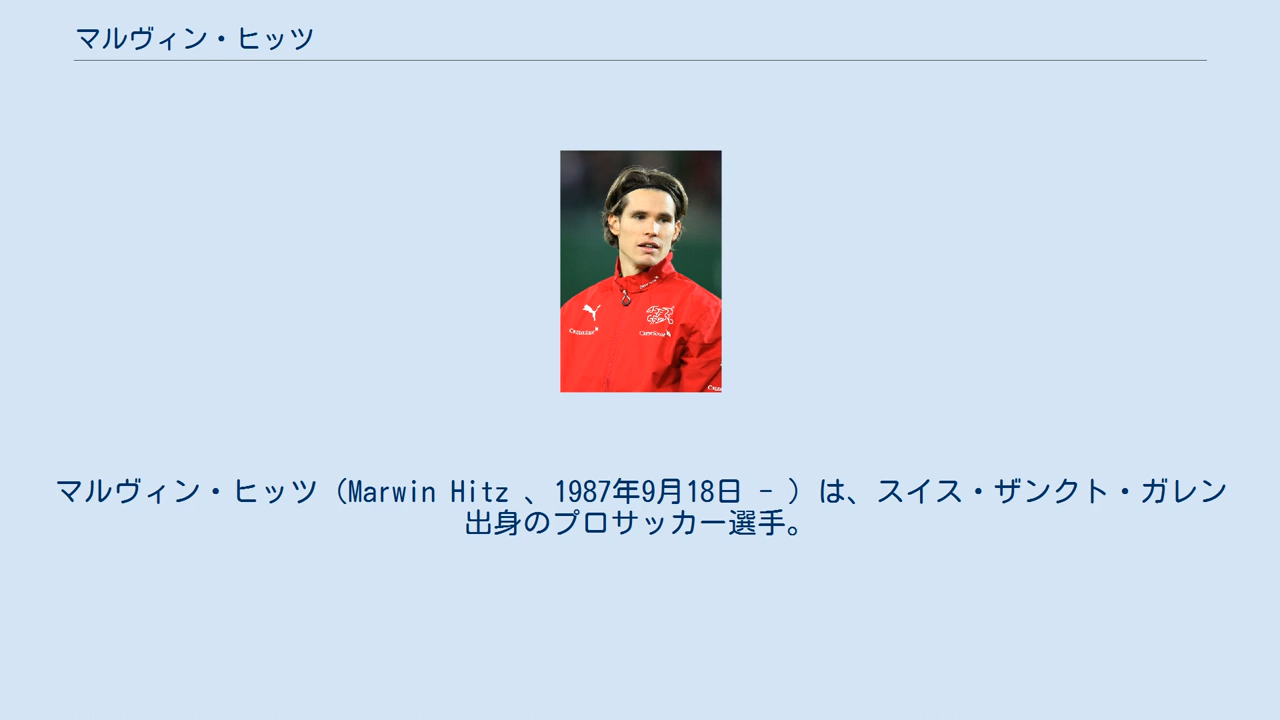 マルヴィン・ヒッツ
マルヴィン・ヒッツ（Marwin Hitz 、1987年9月18日 - ）は、スイス・ザンクト・ガレン
出身のプロサッカー選手。